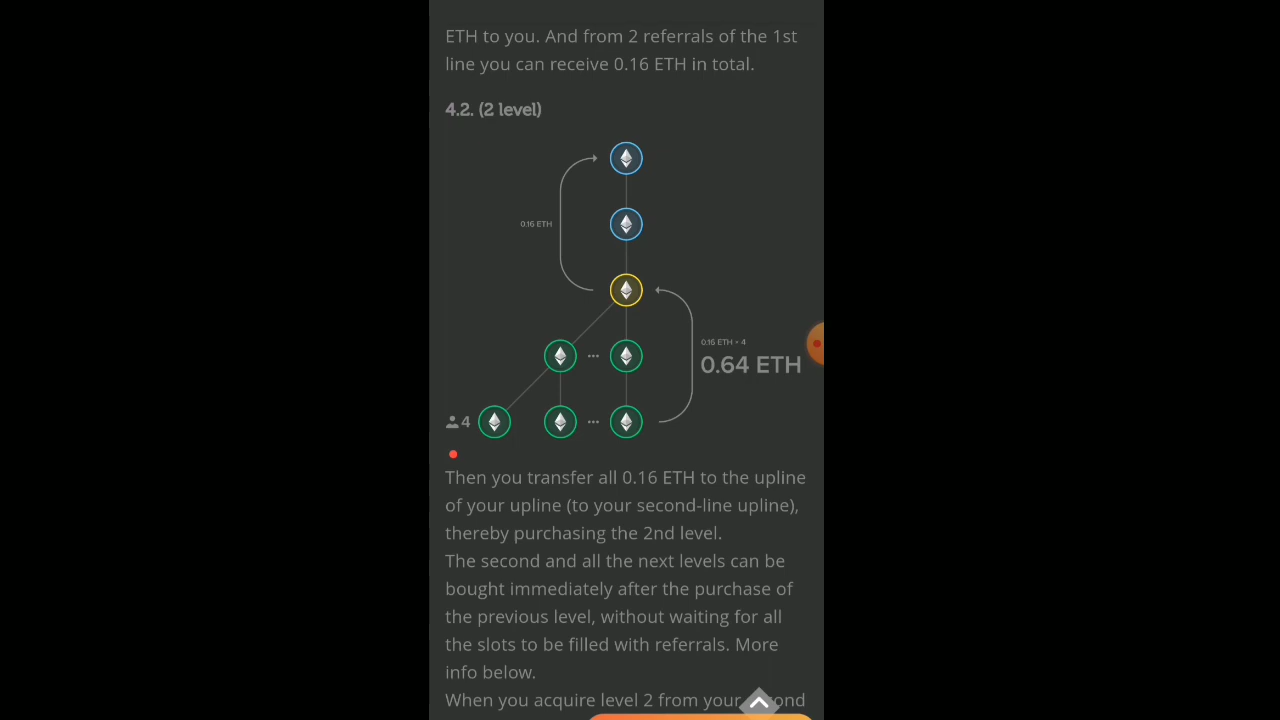 ETH to you. And from 2 referrals of the 1st
line you can receive 0.16 ETH in total.
4.2. (2 level)
0.16 ETH
0.16 ETH × 4
0.64 ETH
4
Then you transfer all 0.16 ETH to the upline
of your upline (to your second-line upline),
thereby purchasing the 2nd level.
The second and all the next levels can be
bought immediately after the purchase of
the previous level, without waiting for all
the slots to be filled with referrals. More
info below.
When you acquire level 2 from your